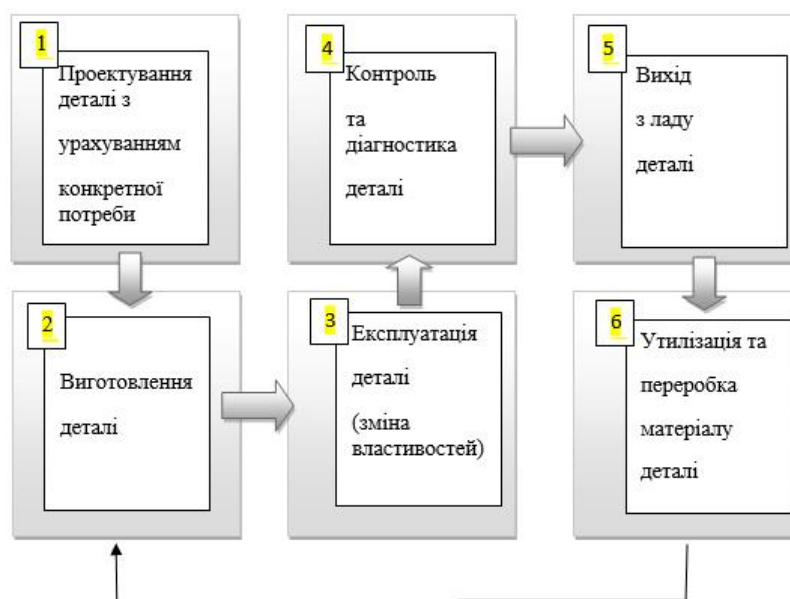 1
Проектування
деталі з
урахуванням
конкретної
потреби
2
Виготовлення
деталі
3
Експлуатація
деталі
(зміна
властивостей)
4
Контроль
та
діагностика
деталі
5
Вихід
з ладу
деталі
6
Утилізація та
переробка
матеріалу
деталі